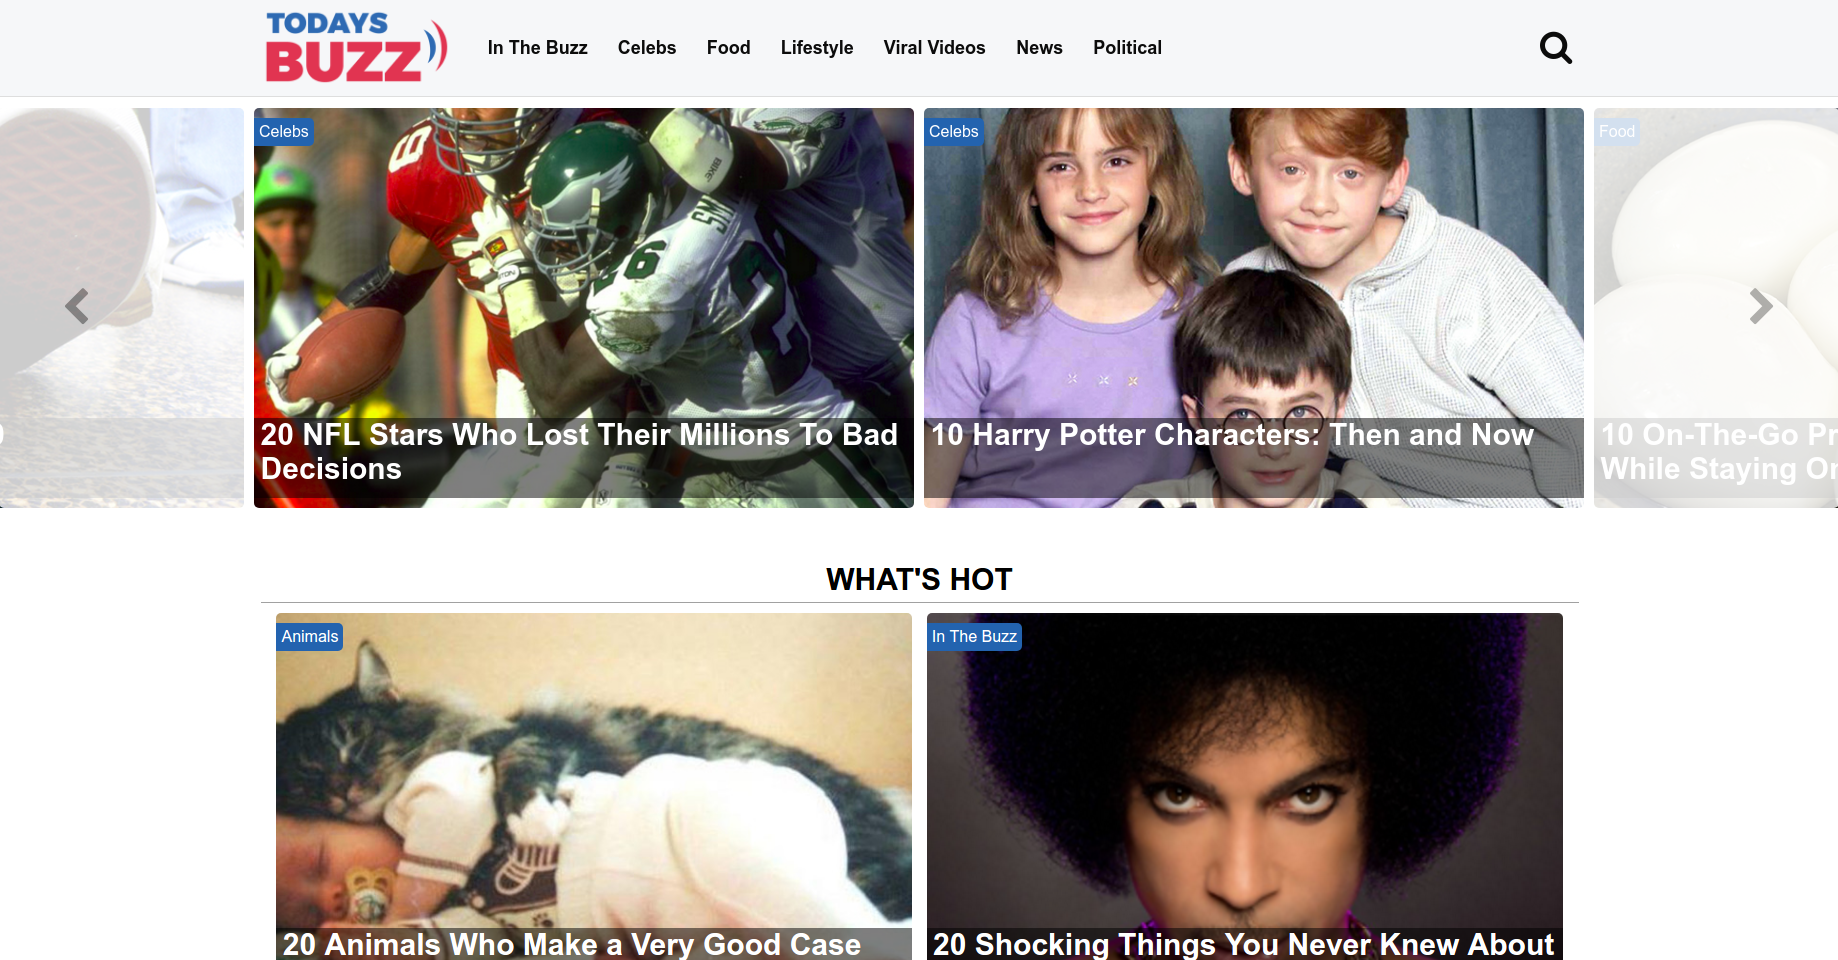 TODAYS
BUZZ
In The Buzz
Celebs
Food
Lifestyle
Viral Videos
News
Political
Celebs
20 NFL Stars Who Lost Their Millions To Bad
Decisions
Celebs
10 Harry Potter Characters: Then and Now
Food
10 On-The-Go
While Staying
WHAT'S HOT
Animals
20 Animals Who Make a Very Good Case
In The Buzz
20 Shocking Things You Never Knew About